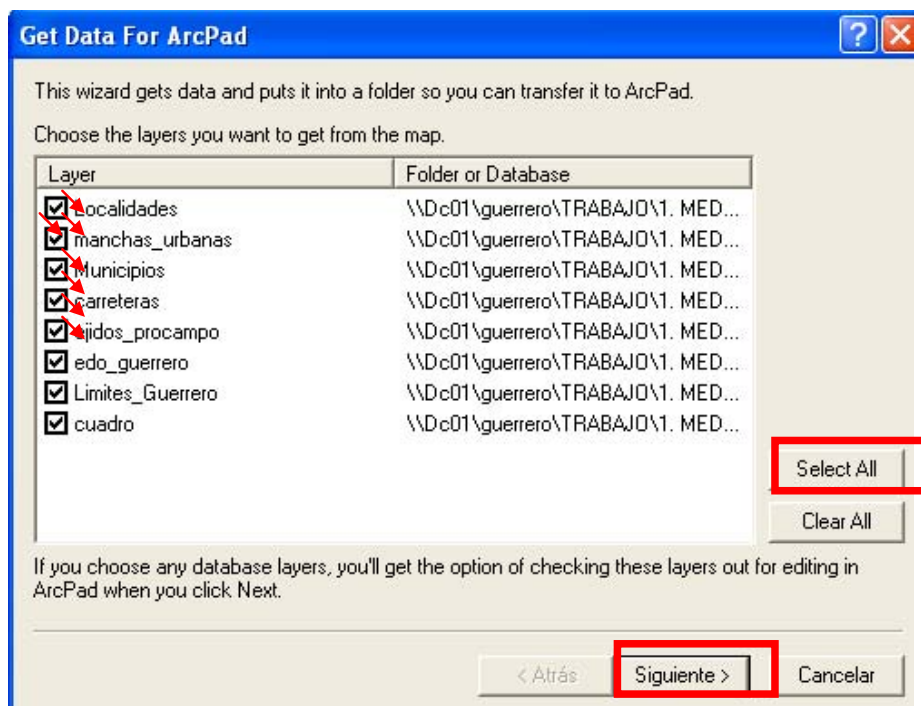 Get Data For ArcPad
This wizard gets data and puts it into a folder so you can transfer it to ArcPad.
Choose the layers you want to get from the map.
Layer Folder or Database
Localidades \\Dc01\guerrero\TRABAJO\1. MED...
manchas_urbanas \\Dc01\guerrero\TRABAJO\1. MED...
Municipios \\Dc01\guerrero\TRABAJO\1. MED...
carreteras \\Dc01\guerrero\TRABAJO\1. MED...
ejidos_procampo \\Dc01\guerrero\TRABAJO\1. MED...
edo_guerrero \\Dc01\guerrero\TRABAJO\1. MED...
Limites_Guerrero \\Dc01\guerrero\TRABAJO\1. MED...
cuadro \\Dc01\guerrero\TRABAJO\1. MED...
Select All
Clear All
If you choose any database layers, you'll get the option of checking these layers out for editing in
ArcPad when you click Next.
< Atrás Siguiente > Cancelar